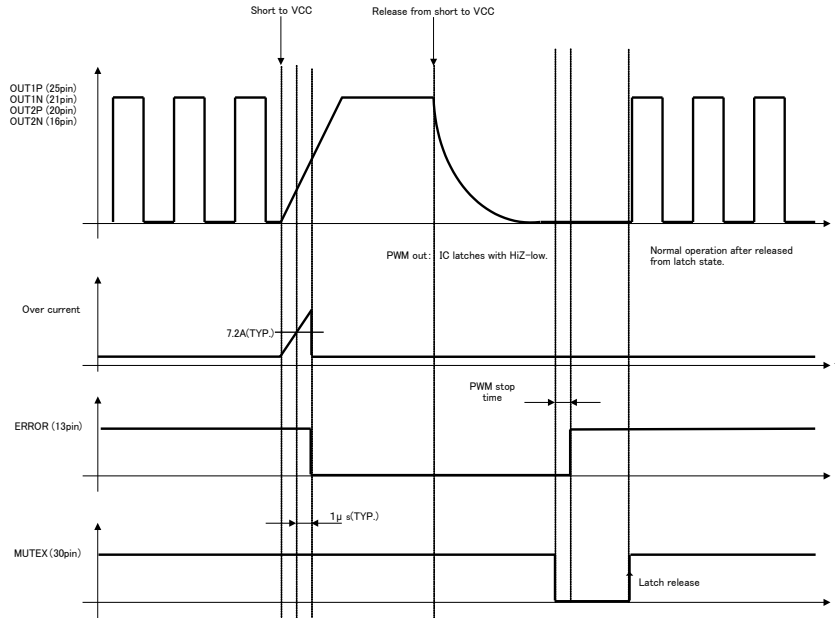 Short to VCC
Release from short to VCC
OUT1P (25pin)
OUT1N (21pin)
OUT2P (20pin)
OUT2N (16pin)
PWM out: IC latches with HiZ-low.
Normal operation after released
from latch state.
Over current
7.2A(TYP.)
PWM stop
time
ERROR (13pin)
1μ s(TYP.)
MUTEX (30pin)
Latch release